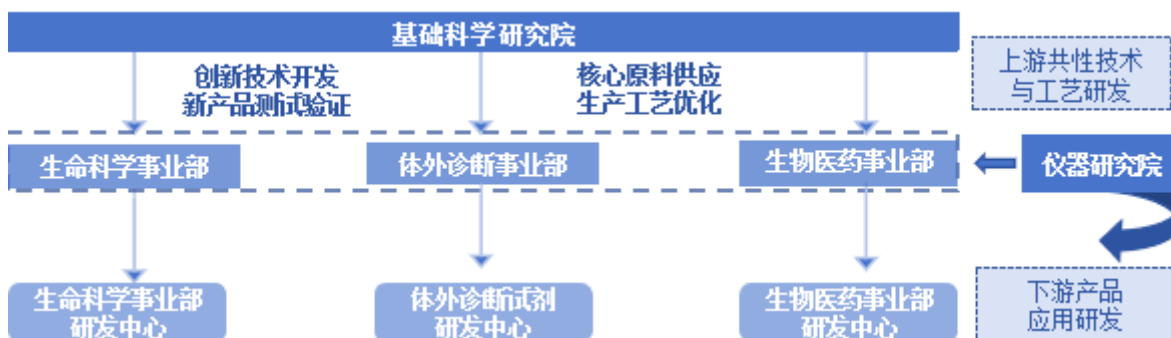 基础科学研究院
创新技术开发
新产品测试验证
核心原料供应
生产工艺优化
上游共性技术
与工艺研发
生命科学事业部
体外诊断事业部
生物医药事业部
仪器研究院
生命科学事业部
研发中心
体外诊断试剂
研发中心
生物医药事业部
研发中心
下游产品
应用研发